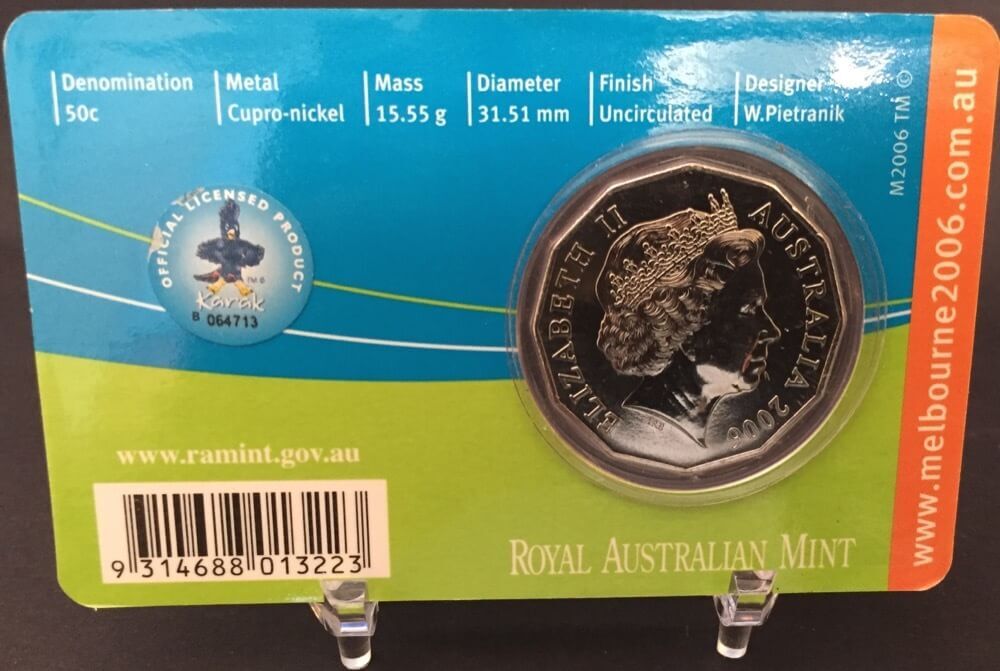 Denomination
50c
Metal
Cupro-nickel
Mass
15.55 g
Diameter
31.51 mm
Finish
Uncirculated
Designer
W.Pietranik
M2006 TM ©
www.melbourne2006.com.au
OFFICIAL LICENSED PRODUCT
TM ©
Karak
B 064713
ELIZABETH II AUSTRALIA 2006
IRB
www.ramint.gov.au
9 314688 013223
ROYAL AUSTRALIAN MINT